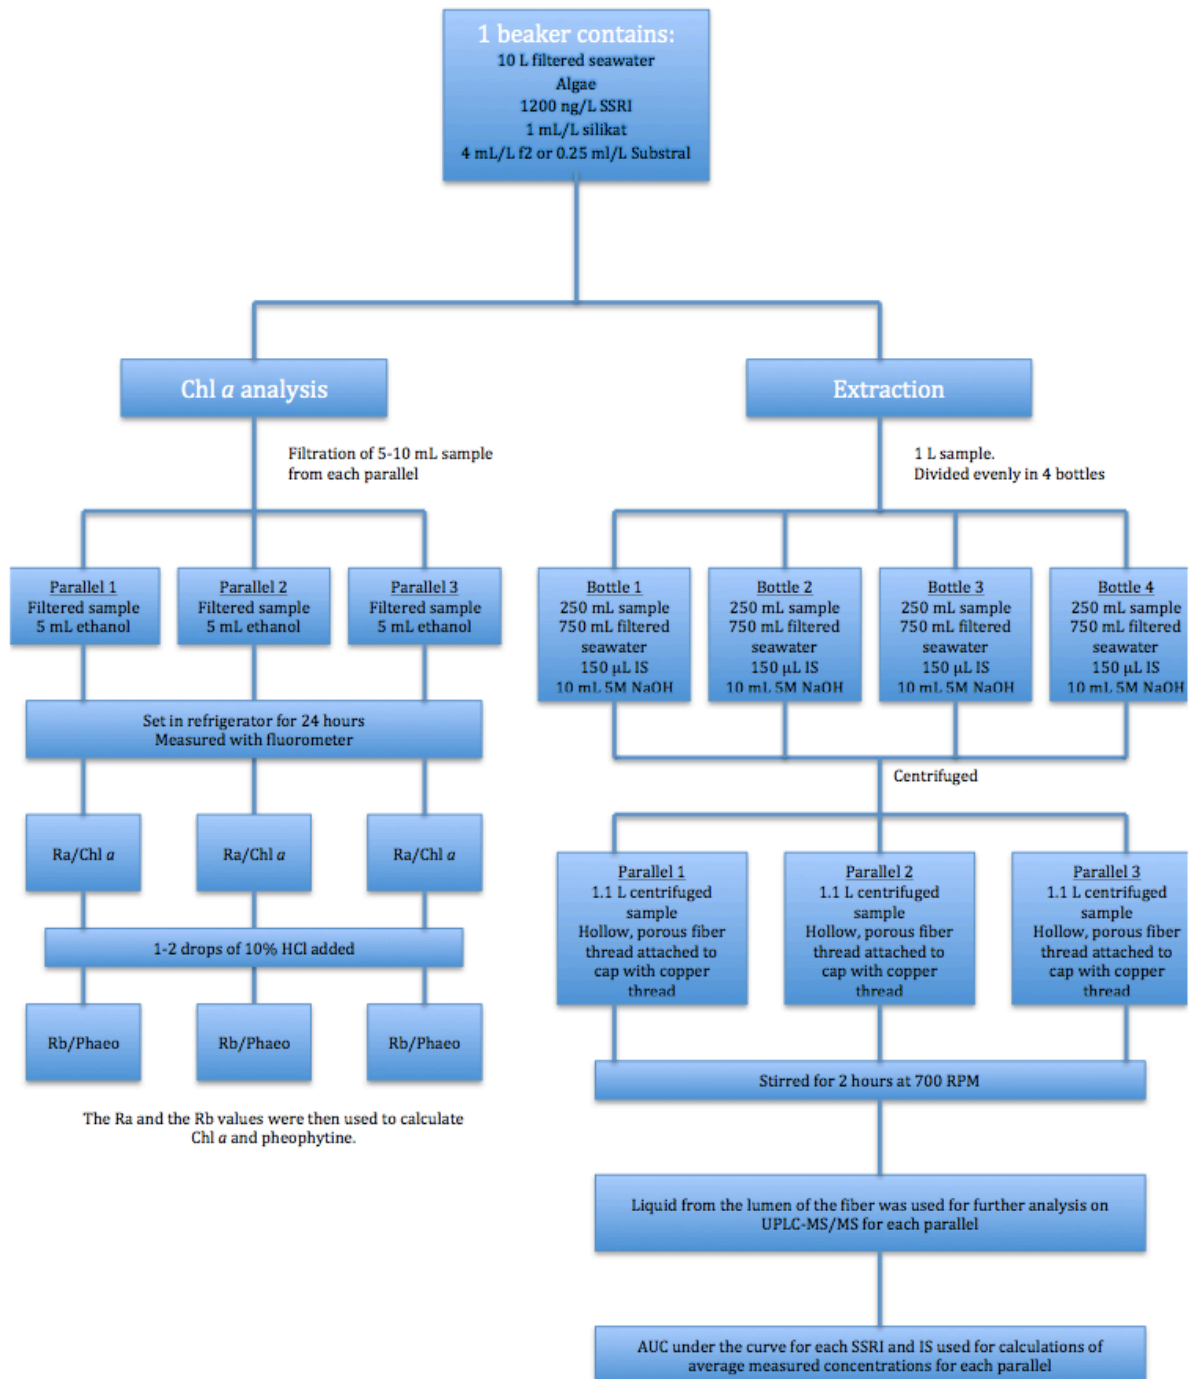 1 beaker contains:
10 L filtered seawater
Algae
1200 ng/L SSRI
1 mL/L silikat
4 mL/L f2 or 0.25 ml/L Substral
Chl a analysis
Filtration of 5-10 mL sample
from each parallel
Parallel 1
Filtered sample
5 mL ethanol
Parallel 2
Filtered sample
5 mL ethanol
Parallel 3
Filtered sample
5 mL ethanol
Set in refrigerator for 24 hours
Measured with fluorometer
Ra/Chl a
Ra/Chl a
Ra/Chl a
1-2 drops of 10% HCl added
Rb/Phaeo
Rb/Phaeo
Rb/Phaeo
The Ra and the Rb values were then used to calculate
Chl a and pheophytine.
Extraction
1 L sample.
Divided evenly in 4 bottles
Bottle 1
250 mL sample
750 mL filtered
seawater
150 µL IS
10 mL 5M NaOH
Bottle 2
250 mL sample
750 mL filtered
seawater
150 µL IS
10 mL 5M NaOH
Bottle 3
250 mL sample
750 mL filtered
seawater
150 µL IS
10 mL 5M NaOH
Bottle 4
250 mL sample
750 mL filtered
seawater
150 µL IS
10 mL 5M NaOH
Centrifuged
Parallel 1
1.1 L centrifuged
sample
Hollow, porous fiber
thread attached to
cap with copper
thread
Parallel 2
1.1 L centrifuged
sample
Hollow, porous fiber
thread attached to
cap with copper
thread
Parallel 3
1.1 L centrifuged
sample
Hollow, porous fiber
thread attached to
cap with copper
thread
Stirred for 2 hours at 700 RPM
Liquid from the lumen of the fiber was used for further analysis on
UPLC-MS/MS for each parallel
AUC under the curve for each SSRI and IS used for calculations of
average measured concentrations for each parallel